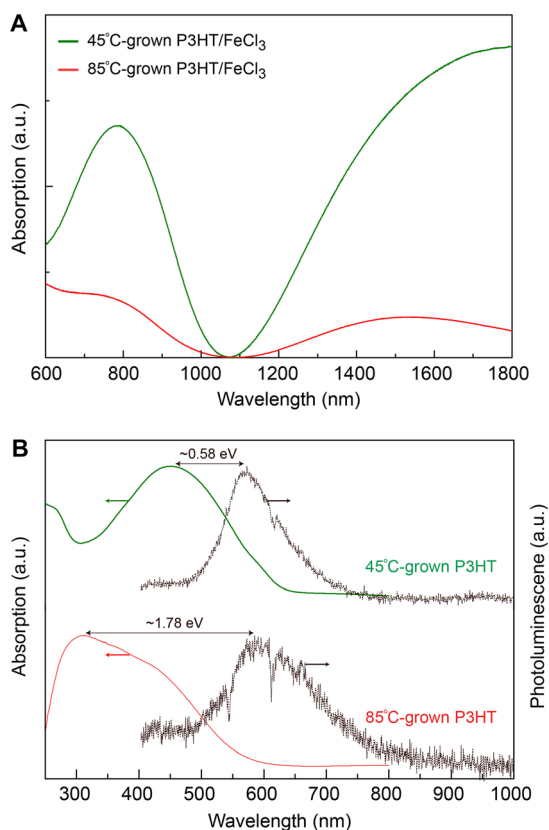 A
45°C-grown P3HT/FeCl₃
85°C-grown P3HT/FeCl₃
Absorption (a.u.)
600 800 1000 1200 1400 1600 1800
Wavelength (nm)
B
~0.58 eV
45°C-grown P3HT
~1.78 eV
85°C-grown P3HT
Absorption (a.u.)
Photoluminescene (a.u.)
300 400 500 600 700 800 900 1000
Wavelength (nm)